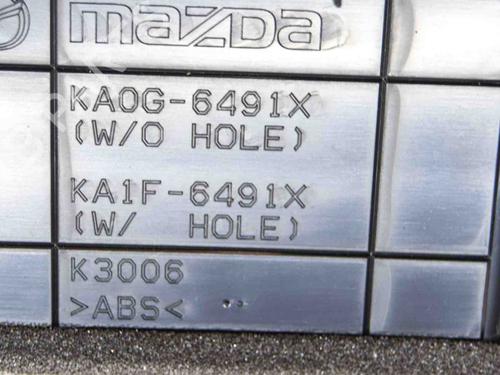 mazda
KA0G-6491X
(W/O HOLE)
KA1F-6491X
(W/ HOLE)
K3006
>ABS<